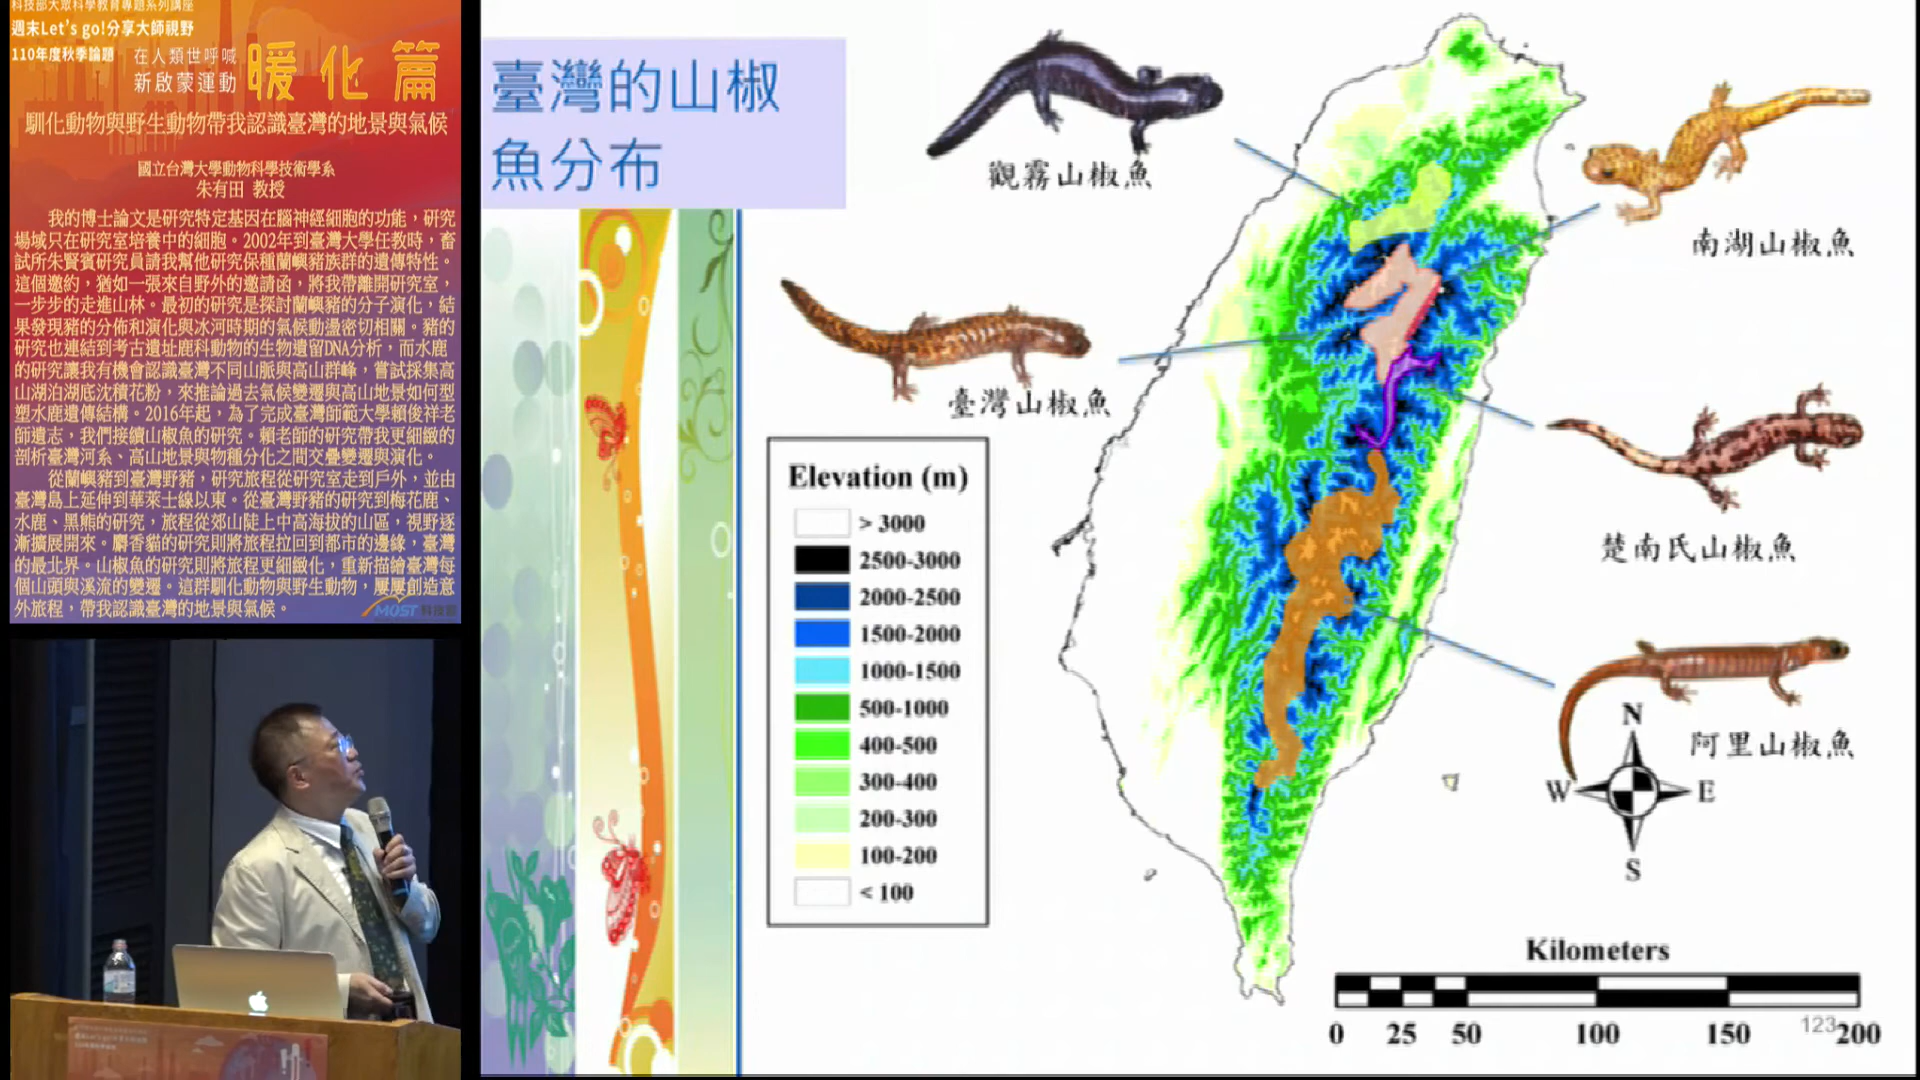 科技部大眾科學教育專題系列講座
週末Let's go!分享大師視野
110年度秋季論題
在人類世呼喊
新啟蒙運動
暖化篇
馴化動物與野生動物帶我認識臺灣的地景與氣候
國立台灣大學動物科學技術學系
朱有田 教授
我的博士論文是研究特定基因在腦神經細胞的功能，研究
場域只在研究室培養中的細胞。2002年到臺灣大學任教時，畜
試所朱賢賓研究員請我幫他研究保種蘭嶼豬族群的遺傳特性。
這個邀約，猶如一張來自野外的邀請函，將我帶離開研究室，
一步步的走進山林。最初的研究是探討蘭嶼豬的分子演化，結
果發現豬的分佈和演化與冰河時期的氣候動盪密切相關。豬的
研究也連結到考古遺址鹿科動物的生物遺留DNA分析，而水鹿
的研究讓我有機會認識臺灣不同山脈與高山群峰，嘗試採集高
山湖泊湖底沈積花粉，來推論過去氣候變遷與高山地景如何型
塑水鹿遺傳結構。2016年起，為了完成臺灣師範大學賴俊祥老
師遺志，我們接續山椒魚的研究。賴老師的研究帶我更細緻的
剖析臺灣河系、高山地景與物種分化之間交疊變遷與演化。
從蘭嶼豬到臺灣野豬，研究旅程從研究室走到戶外，並由
臺灣島上延伸到華萊士線以東。從臺灣野豬的研究到梅花鹿、
水鹿、黑熊的研究，旅程從郊山陡上中高海拔的山區，視野逐
漸擴展開來。麝香貓的研究則將旅程拉回到都市的邊緣，臺灣
的最北界。山椒魚的研究則將旅程更細緻化，重新描繪臺灣每
個山頭與溪流的變遷。這群馴化動物與野生動物，屢屢創造意
外旅程，帶我認識臺灣的地景與氣候。
MOST 科技部
臺灣的山椒
魚分布
觀霧山椒魚
南湖山椒魚
臺灣山椒魚
楚南氏山椒魚
阿里山椒魚
Elevation (m)
> 3000
2500-3000
2000-2500
1500-2000
1000-1500
500-1000
400-500
300-400
200-300
100-200
< 100
N
W E
S
Kilometers
0 25 50 100 150 200
123